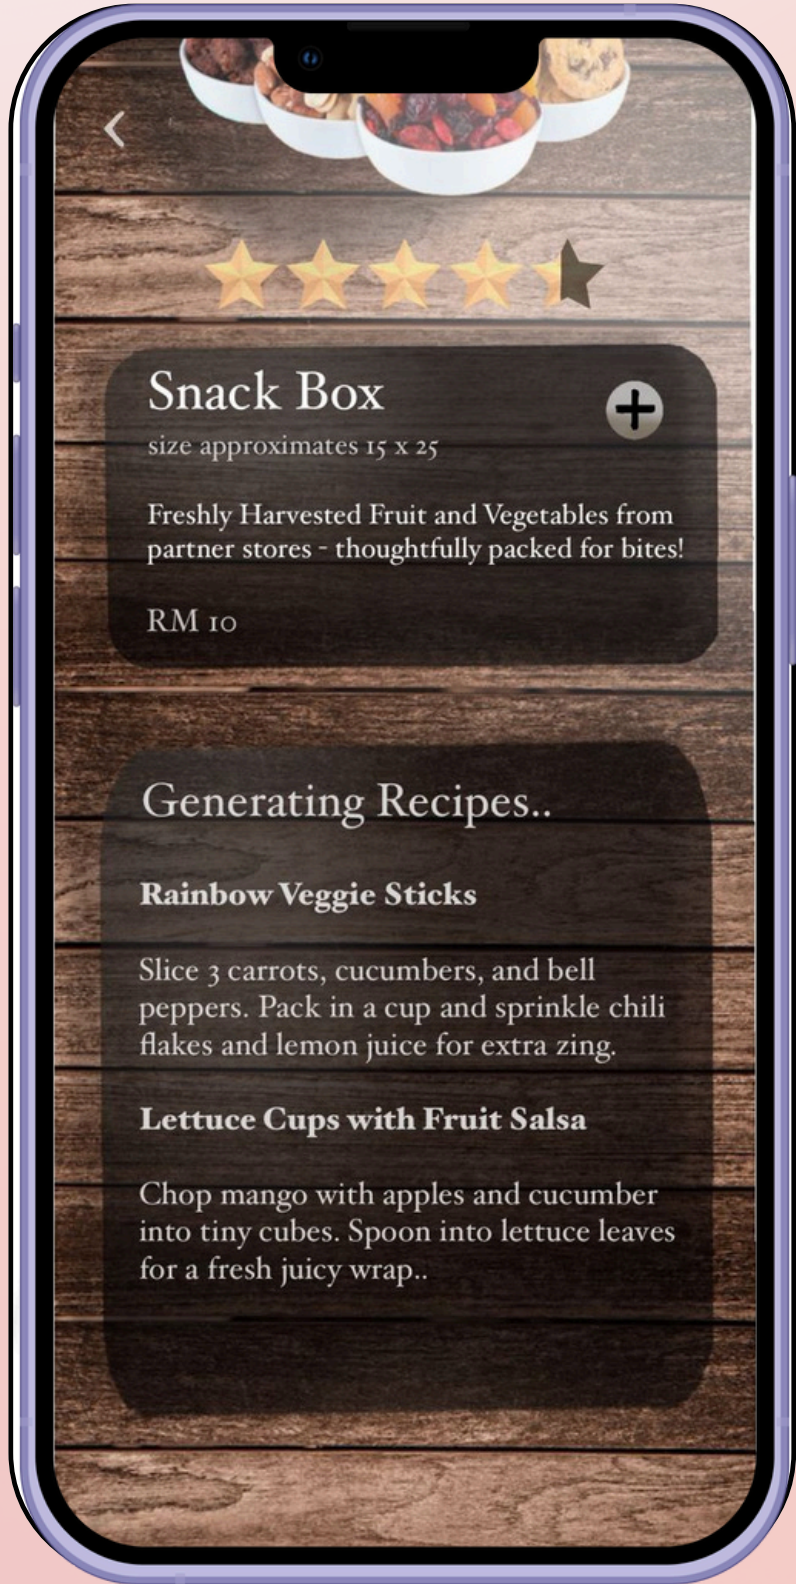 Snack Box
size approximates 15 x 25
Freshly Harvested Fruit and Vegetables from
partner stores - thoughtfully packed for bites!
RM 10
Generating Recipes..
Rainbow Veggie Sticks
Slice 3 carrots, cucumbers, and bell
peppers. Pack in a cup and sprinkle chili
flakes and lemon juice for extra zing.
Lettuce Cups with Fruit Salsa
Chop mango with apples and cucumber
into tiny cubes. Spoon into lettuce leaves
for a fresh juicy wrap..